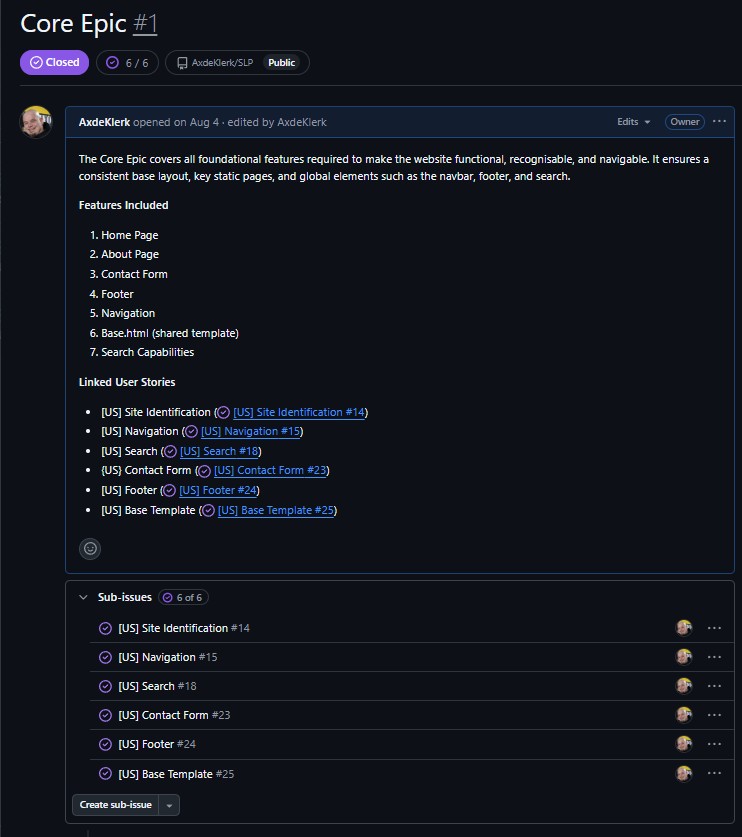 Core Epic #1
Closed
6 / 6
AxdeKlerk/SLP
Public
AxdeKlerk opened on Aug 4 · edited by AxdeKlerk
Edits
Owner
The Core Epic covers all foundational features required to make the website functional, recognisable, and navigable. It ensures a
consistent base layout, key static pages, and global elements such as the navbar, footer, and search.
Features Included
1. Home Page
2. About Page
3. Contact Form
4. Footer
5. Navigation
6. Base.html (shared template)
7. Search Capabilities
Linked User Stories
[US] Site Identification ([US] Site Identification #14)
[US] Navigation ([US] Navigation #15)
[US] Search ([US] Search #18)
{US} Contact Form ([US] Contact Form #23)
[US] Footer ([US] Footer #24)
[US] Base Template ([US] Base Template #25)
Sub-issues
6 of 6
[US] Site Identification #14
[US] Navigation #15
[US] Search #18
[US] Contact Form #23
[US] Footer #24
[US] Base Template #25
Create sub-issue